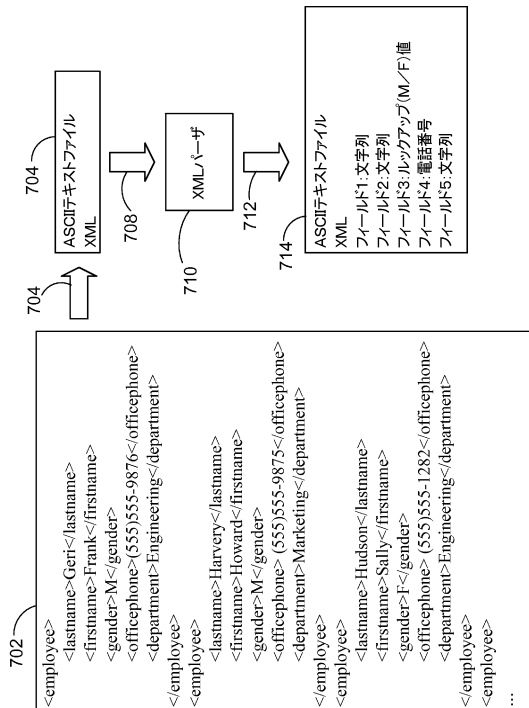 702
<employee>
<lastname>Geri</lastname>
<firstname>Frank</firstname>
<gender>M</gender>
<officephone>(555)555-9876</officephone>
<department>Engineering</department>
</employee>
<employee>
<lastname>Harvery</lastname>
<firstname>Howard</firstname>
<gender>M</gender>
<officephone> (555)555-9875</officephone>
<department>Marketing</department>
</employee>
<employee>
<lastname>Hudson</lastname>
<firstname>Sally</firstname>
<gender>F</gender>
<officephone> (555)555-1282</officephone>
<department>Engineering</department>
</employee>
<employee>
...
704
704
ASCIIテキストファイル
XML
708
XMLパーザ
710
712
714
ASCIIテキストファイル
XML
フィールド1:文字列
フィールド2:文字列
フィールド3:ルックアップ(M/F)値
フィールド4:電話番号
フィールド5:文字列